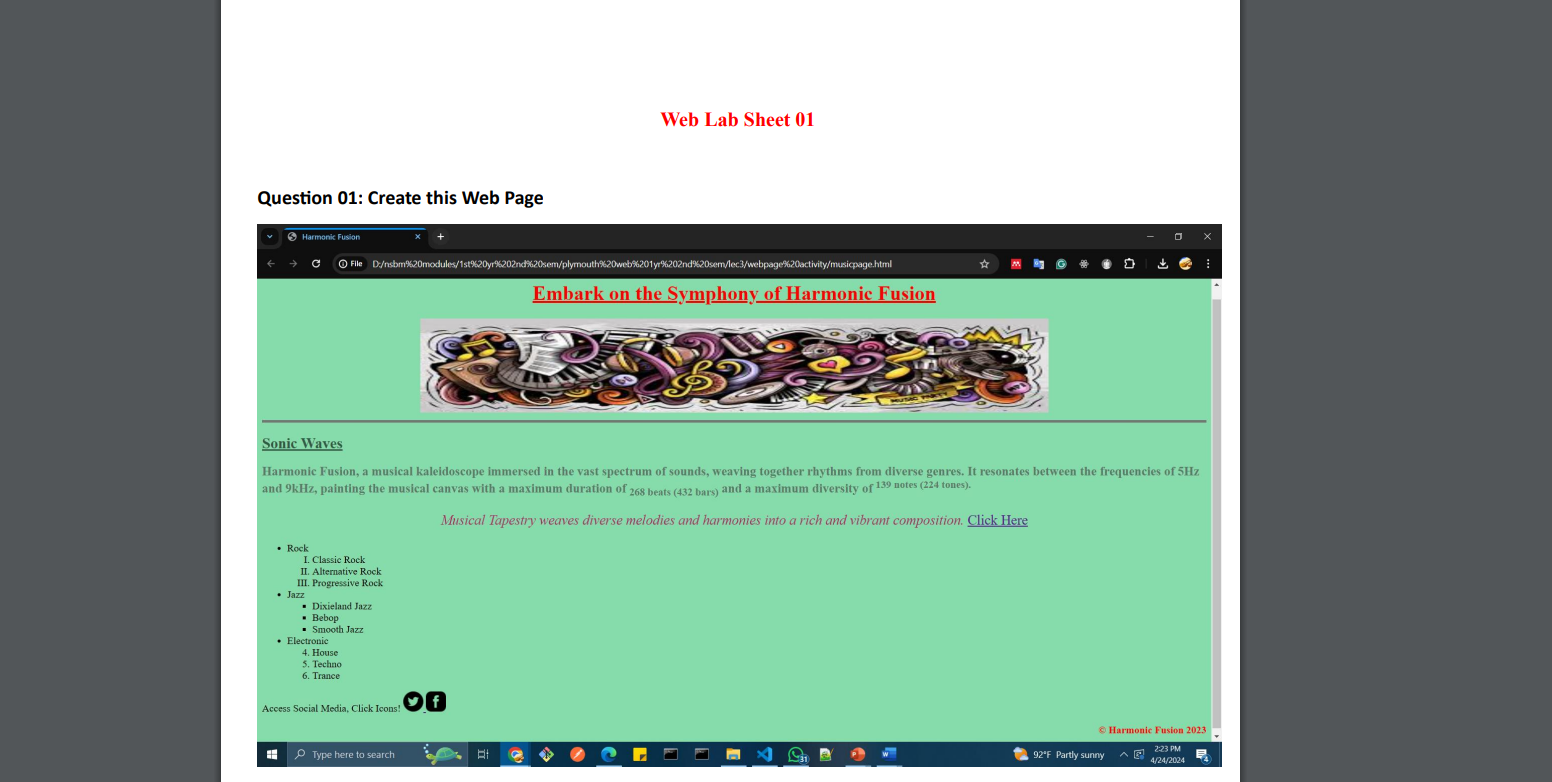 Web Lab Sheet 01
Question 01: Create this Web Page
Harmonic Fusion
File
D:/nsbm%20modules/1st%20yr%202nd%20sem/plymouth%20web%201yr%202nd%20sem/lec3/webpage%20activity/musicpage.html
Embark on the Symphony of Harmonic Fusion
MUSIC PARTY
Sonic Waves
Harmonic Fusion, a musical kaleidoscope immersed in the vast spectrum of sounds, weaving together rhythms from diverse genres. It resonates between the frequencies of 5Hz
and 9kHz, painting the musical canvas with a maximum duration of 268 beats (432 bars) and a maximum diversity of 139 notes (224 tones).
Musical Tapestry weaves diverse melodies and harmonies into a rich and vibrant composition. Click Here
• Rock
I. Classic Rock
II. Alternative Rock
III. Progressive Rock
• Jazz
▪ Dixieland Jazz
▪ Bebop
▪ Smooth Jazz
• Electronic
4. House
5. Techno
6. Trance
Access Social Media, Click Icons!
© Harmonic Fusion 2023
Type here to search
31
92°F Partly sunny
2:23 PM
4/24/2024
4